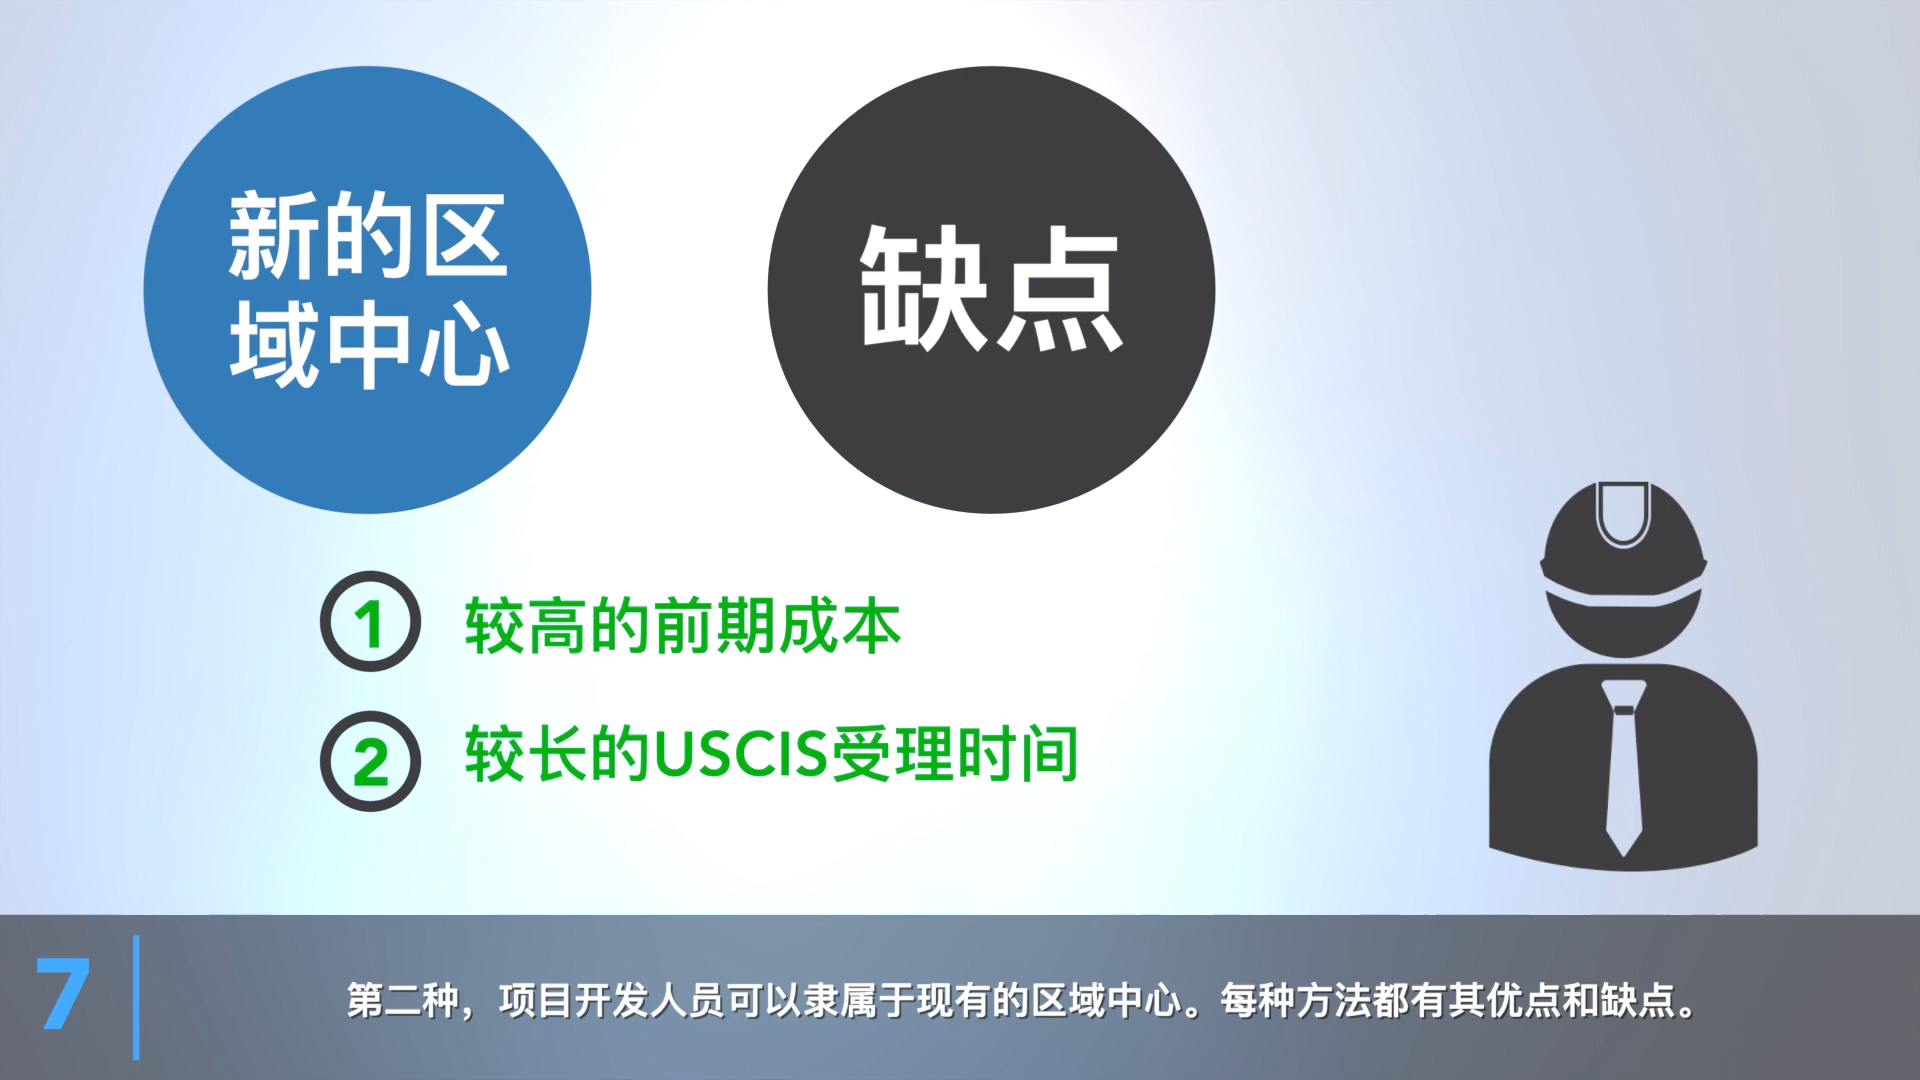 新的区
域中心
缺点
1 较高的前期成本
2 较长的USCIS受理时间
7
第二种，项目开发人员可以隶属于现有的区域中心。每种方法都有其优点和缺点。